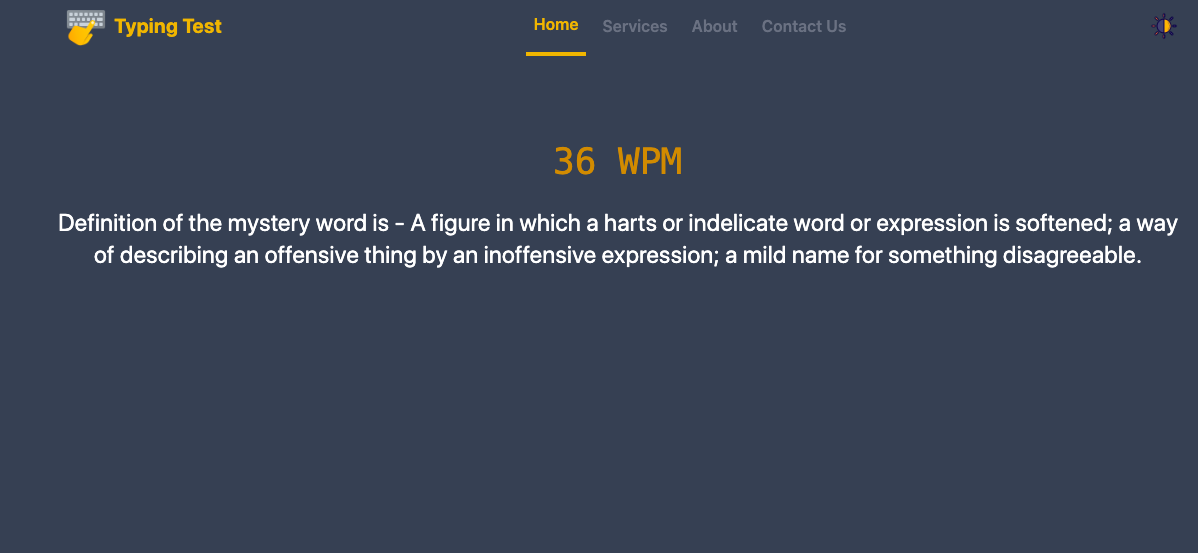 Typing Test
Home Services About Contact Us
36 WPM
Definition of the mystery word is - A figure in which a harts or indelicate word or expression is softened; a way
of describing an offensive thing by an inoffensive expression; a mild name for something disagreeable.